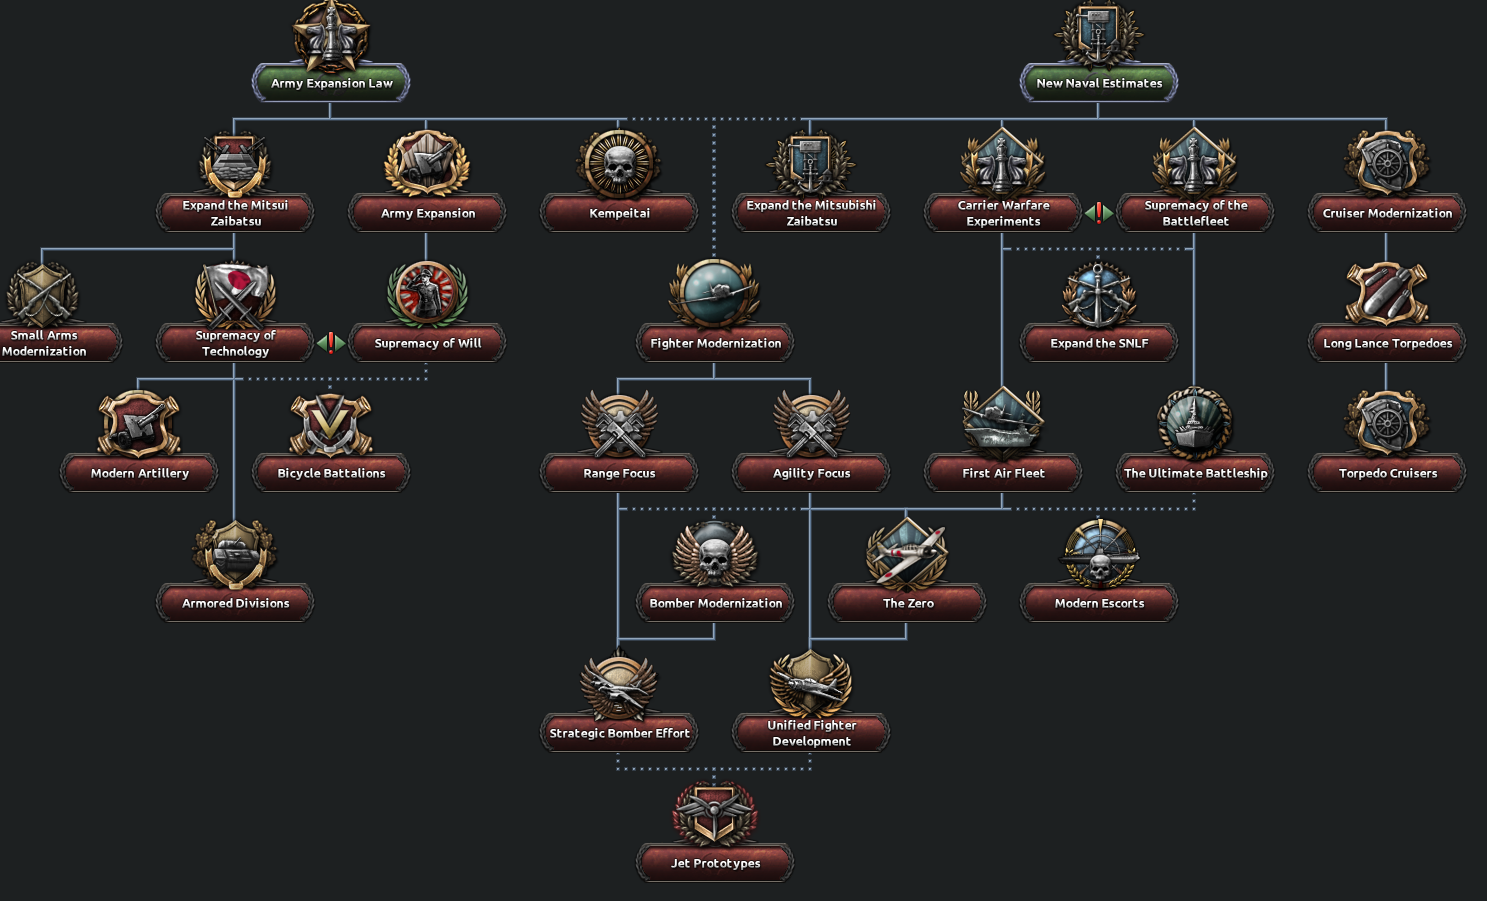 Army Expansion Law
New Naval Estimates
Expand the Mitsui
Zaibatsu
Army Expansion
Kempeitai
Expand the Mitsubishi
Zaibatsu
Carrier Warfare
Experiments
Supremacy of the
Battlefleet
Cruiser Modernization
Small Arms
Modernization
Supremacy of
Technology
Supremacy of Will
Fighter Modernization
Expand the SNLF
Long Lance Torpedoes
Modern Artillery
Bicycle Battalions
Range Focus
Agility Focus
First Air Fleet
The Ultimate Battleship
Torpedo Cruisers
Armored Divisions
Bomber Modernization
The Zero
Modern Escorts
Strategic Bomber Effort
Unified Fighter
Development
Jet Prototypes